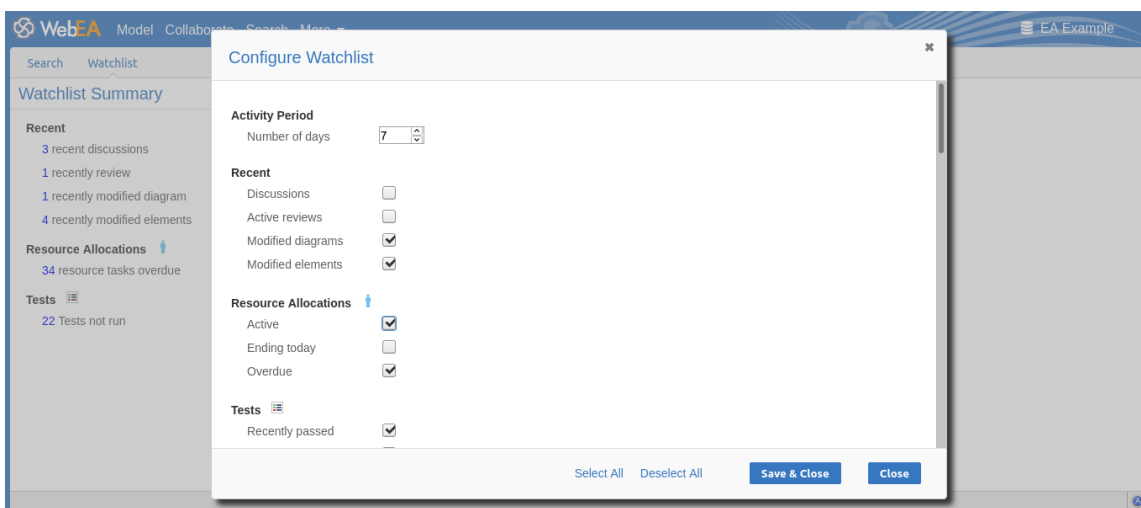 WebEA Model Collaborate Search More
EA Example
Search Watchlist
Watchlist Summary
Recent
3 recent discussions
1 recently review
1 recently modified diagram
4 recently modified elements
Resource Allocations
34 resource tasks overdue
Tests
22 Tests not run
Configure Watchlist
Activity Period
Number of days 7
Recent
Discussions
Active reviews
Modified diagrams
Modified elements
Resource Allocations
Active
Ending today
Overdue
Tests
Recently passed
Select All Deselect All Save & Close Close